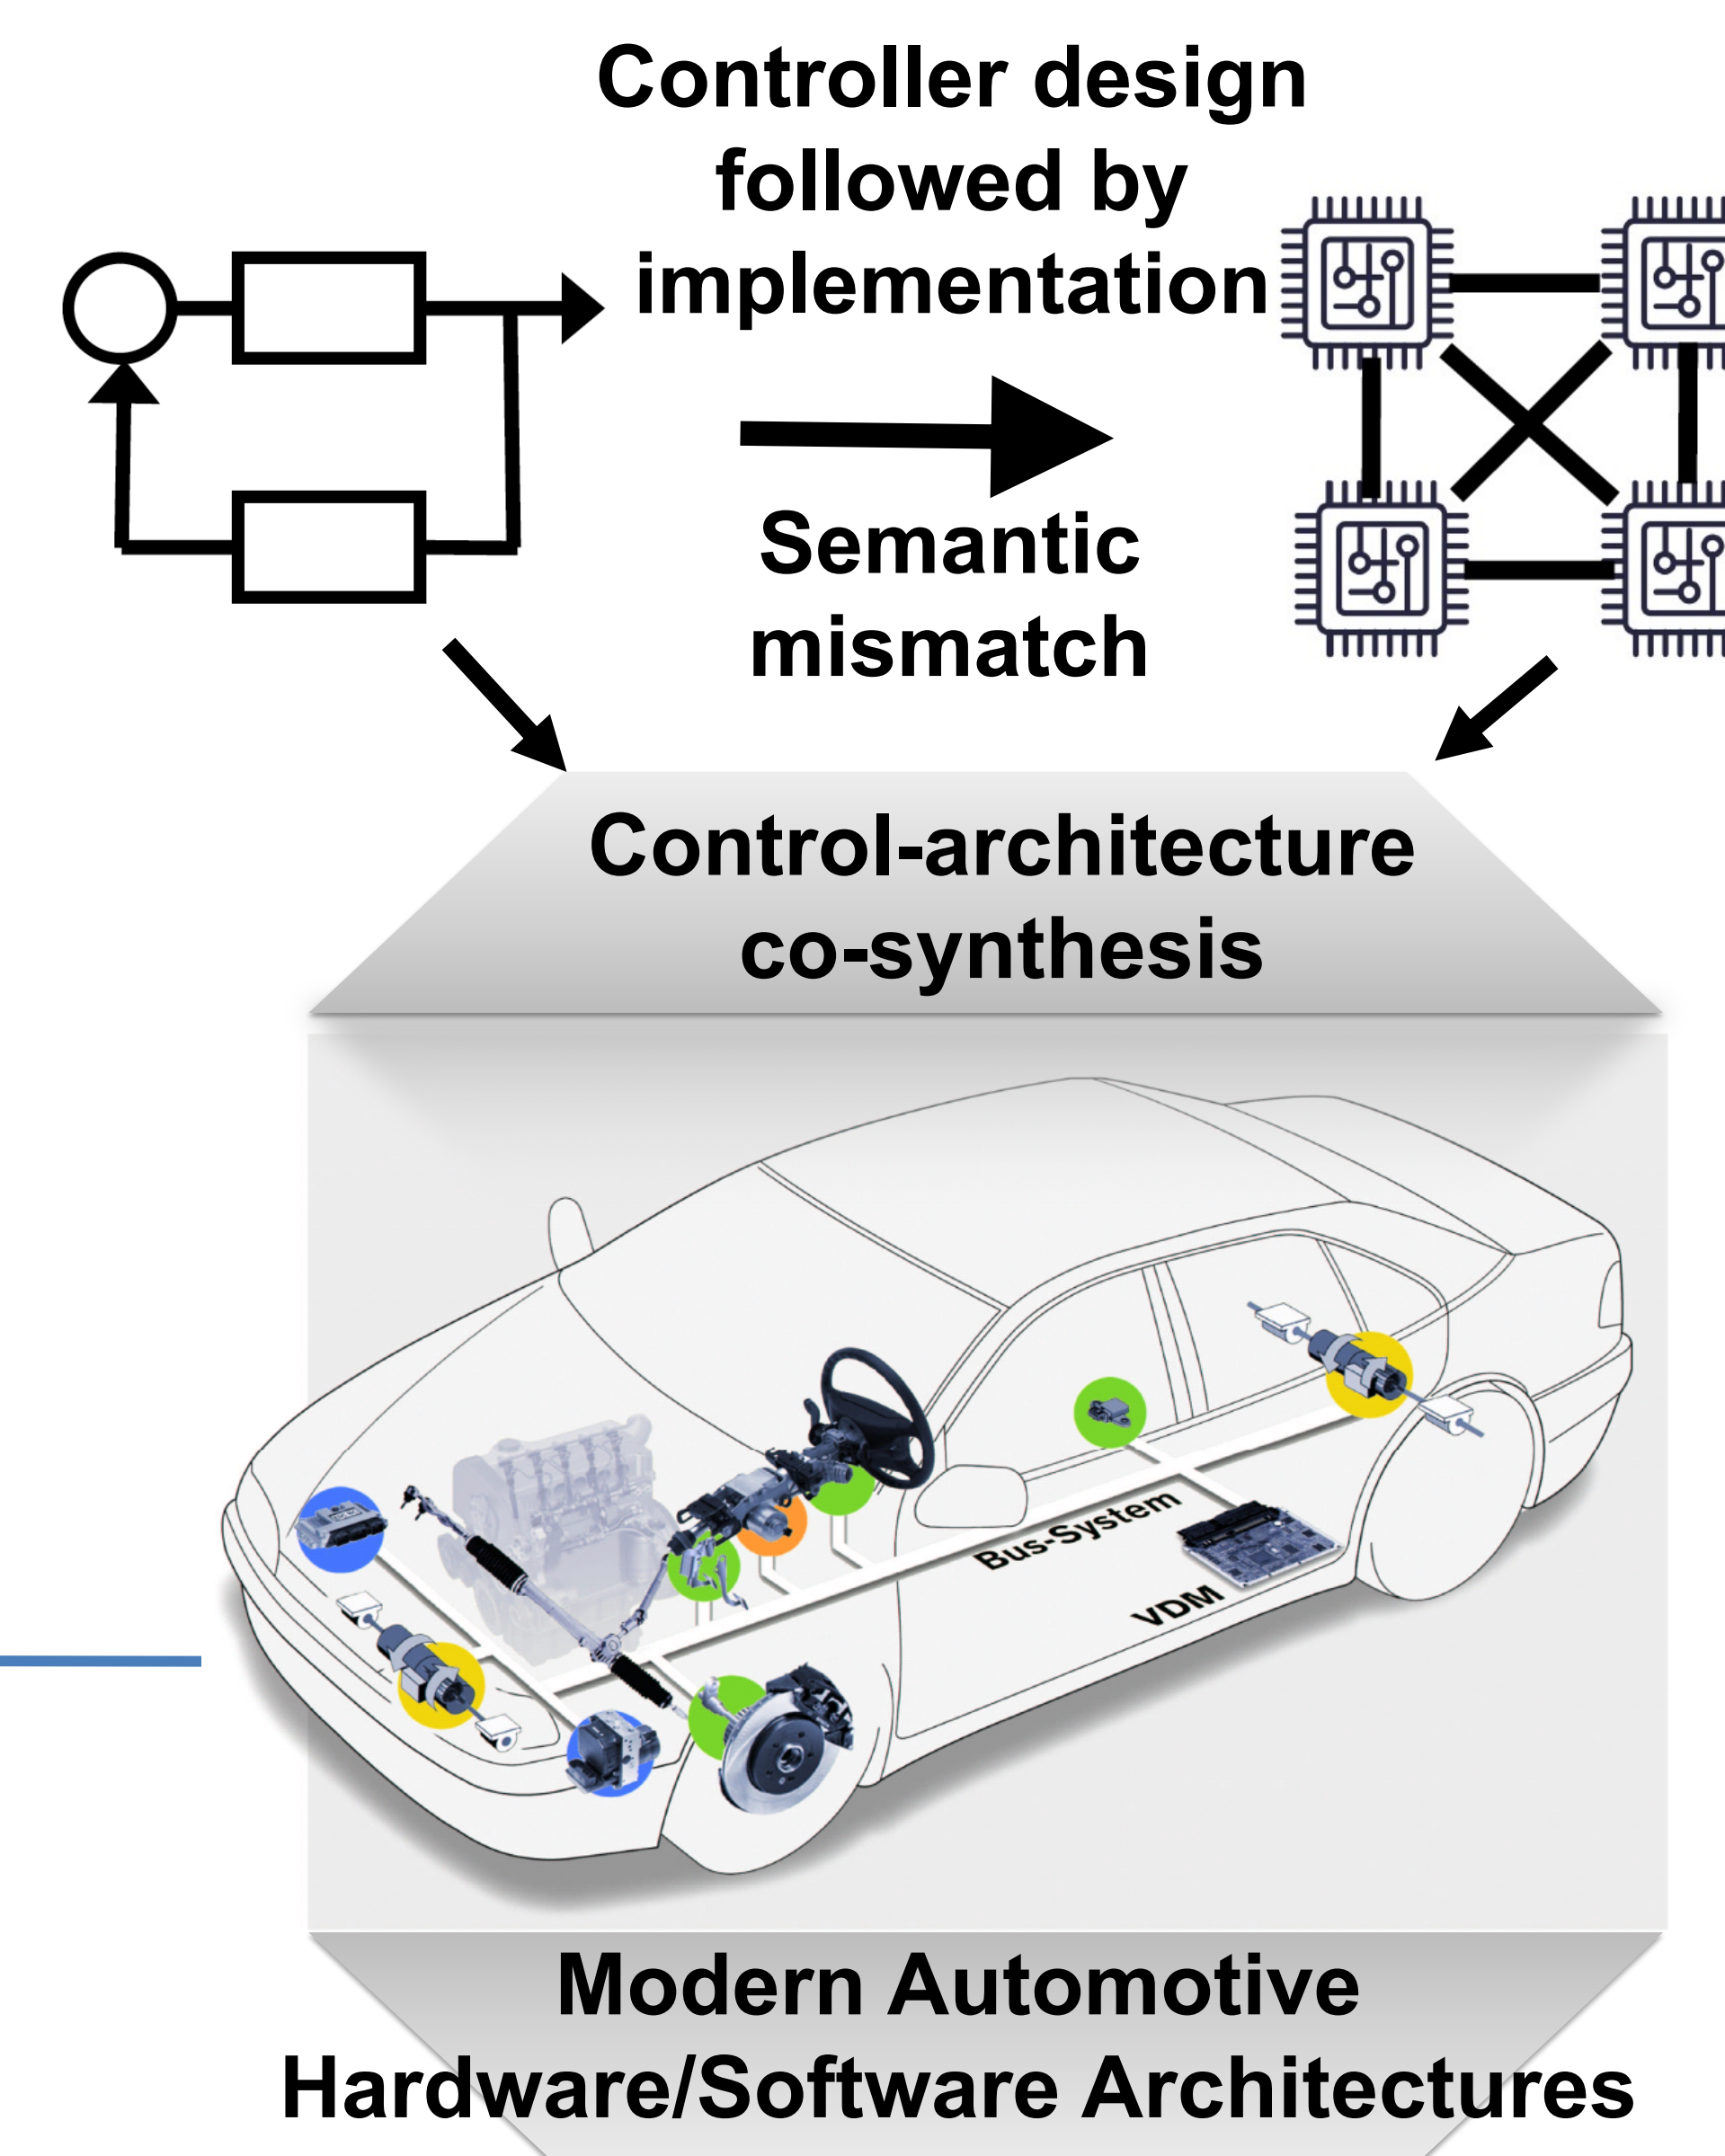 Controller design
followed by
implementation
Semantic
mismatch
Control-architecture
co-synthesis
Bus-System
VDM
Modern Automotive
Hardware/Software Architectures